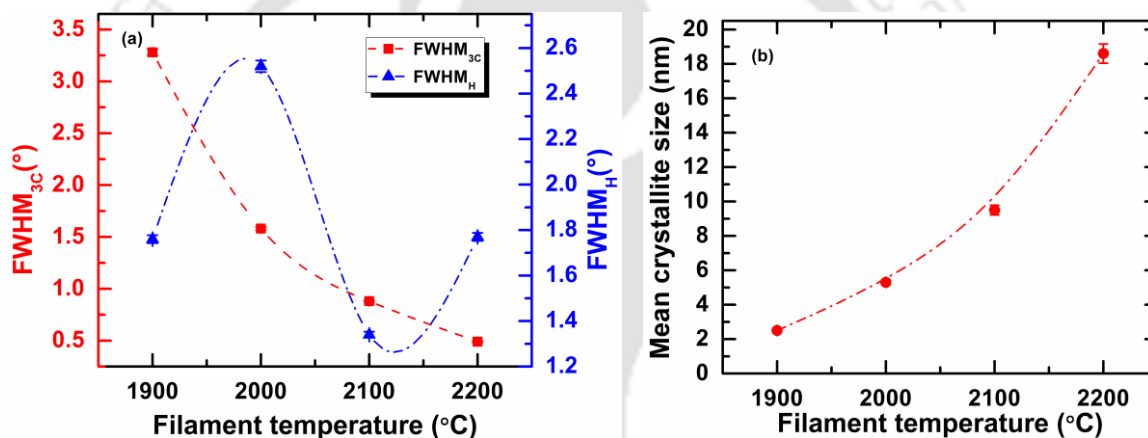 (a)
FWHM3C
FWHMH
3.5
3.0
2.5
2.0
1.5
1.0
0.5
FWHM3C(°)
2.6
2.4
2.2
2.0
1.8
1.6
1.4
1.2
FWHMH(°)
1900 2000 2100 2200
Filament temperature (°C)
(b)
20
18
16
14
12
10
8
6
4
2
0
Mean crystallite size (nm)
1900 2000 2100 2200
Filament temperature (°C)